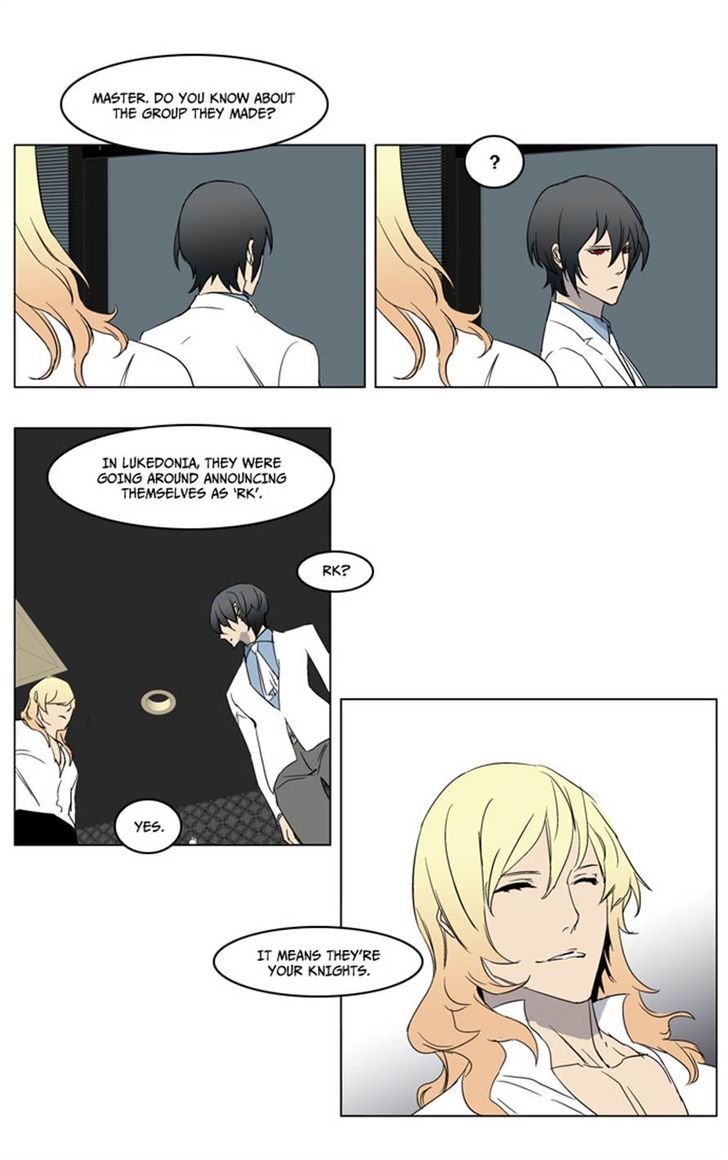 MASTER. DO YOU KNOW ABOUT
THE GROUP THEY MADE?
?
IN LUKEDONIA, THEY WERE
GOING AROUND ANNOUNCING
THEMSELVES AS 'RK'.
RK?
YES.
IT MEANS THEY'RE
YOUR KNIGHTS.